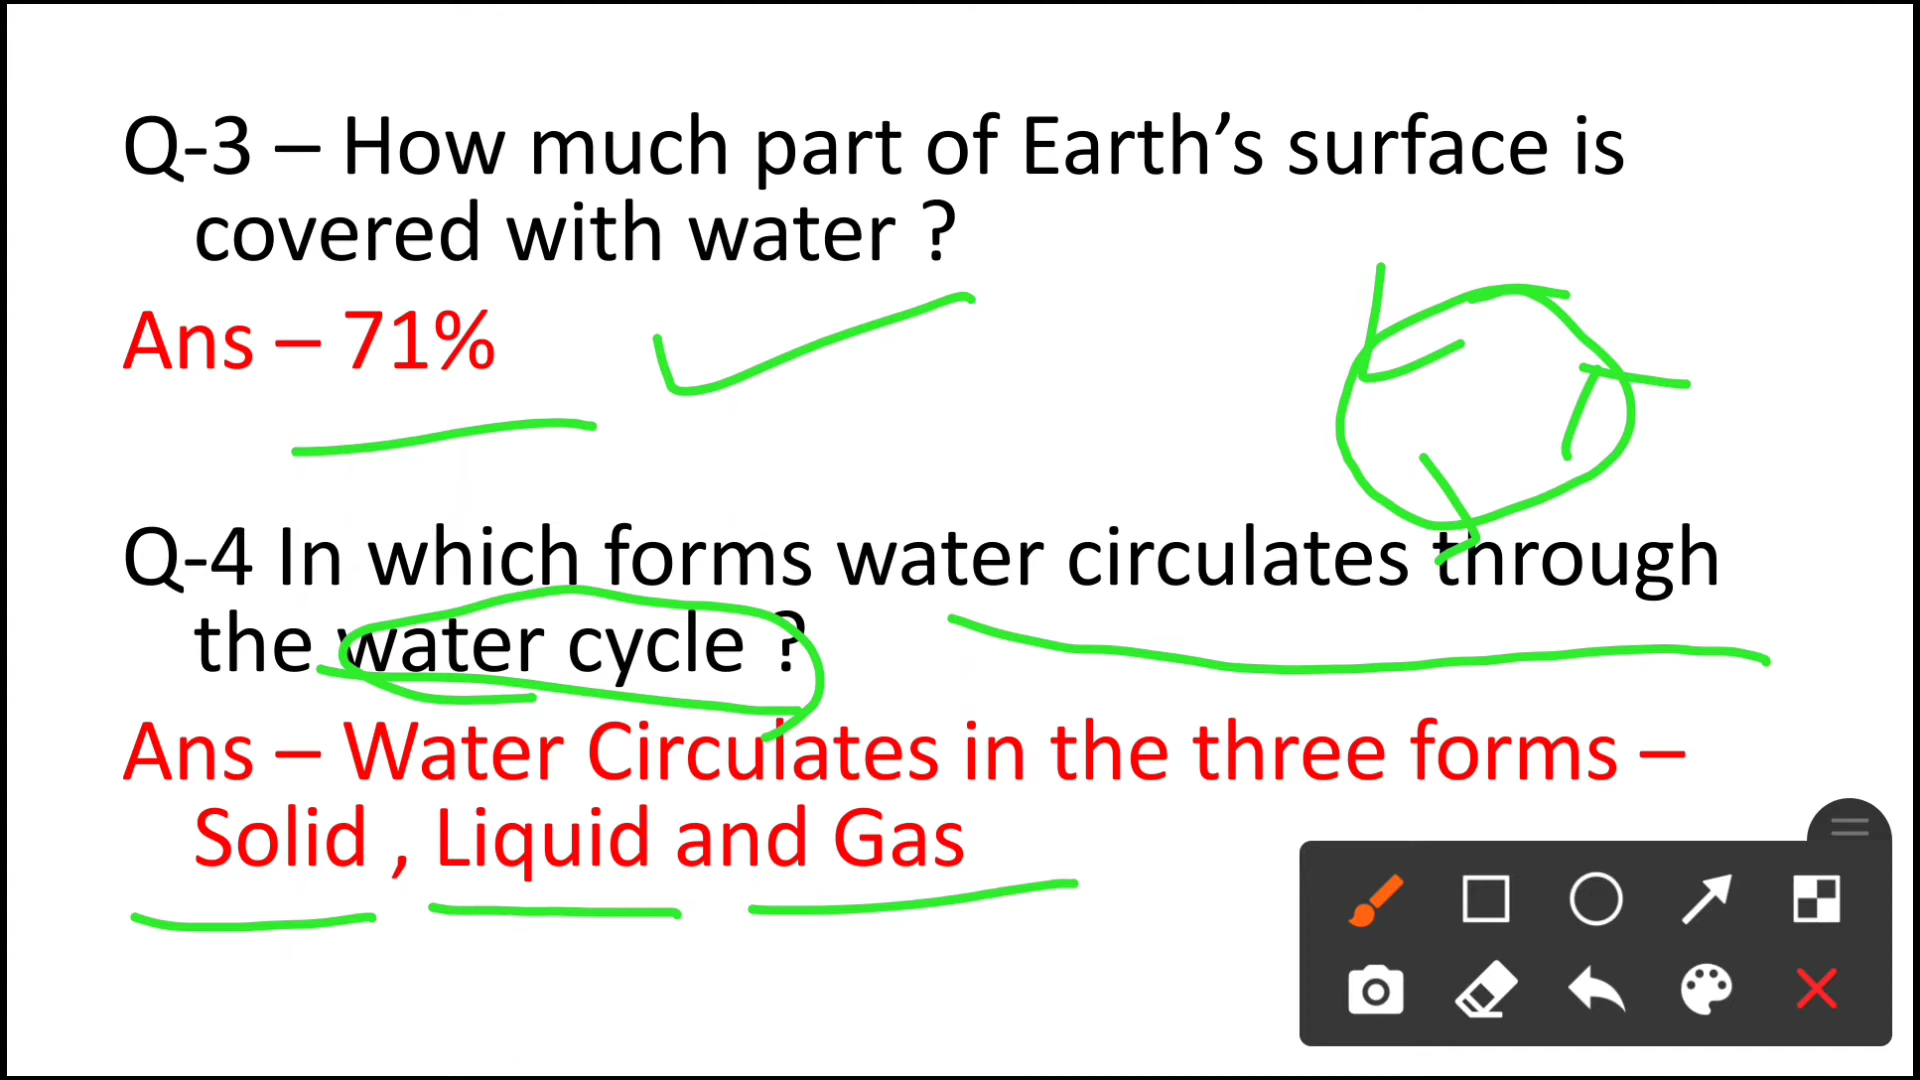 Q-3 – How much part of Earth’s surface is
covered with water ?
Ans – 71%
Q-4 In which forms water circulates through
the water cycle ?
Ans – Water Circulates in the three forms –
Solid , Liquid and Gas